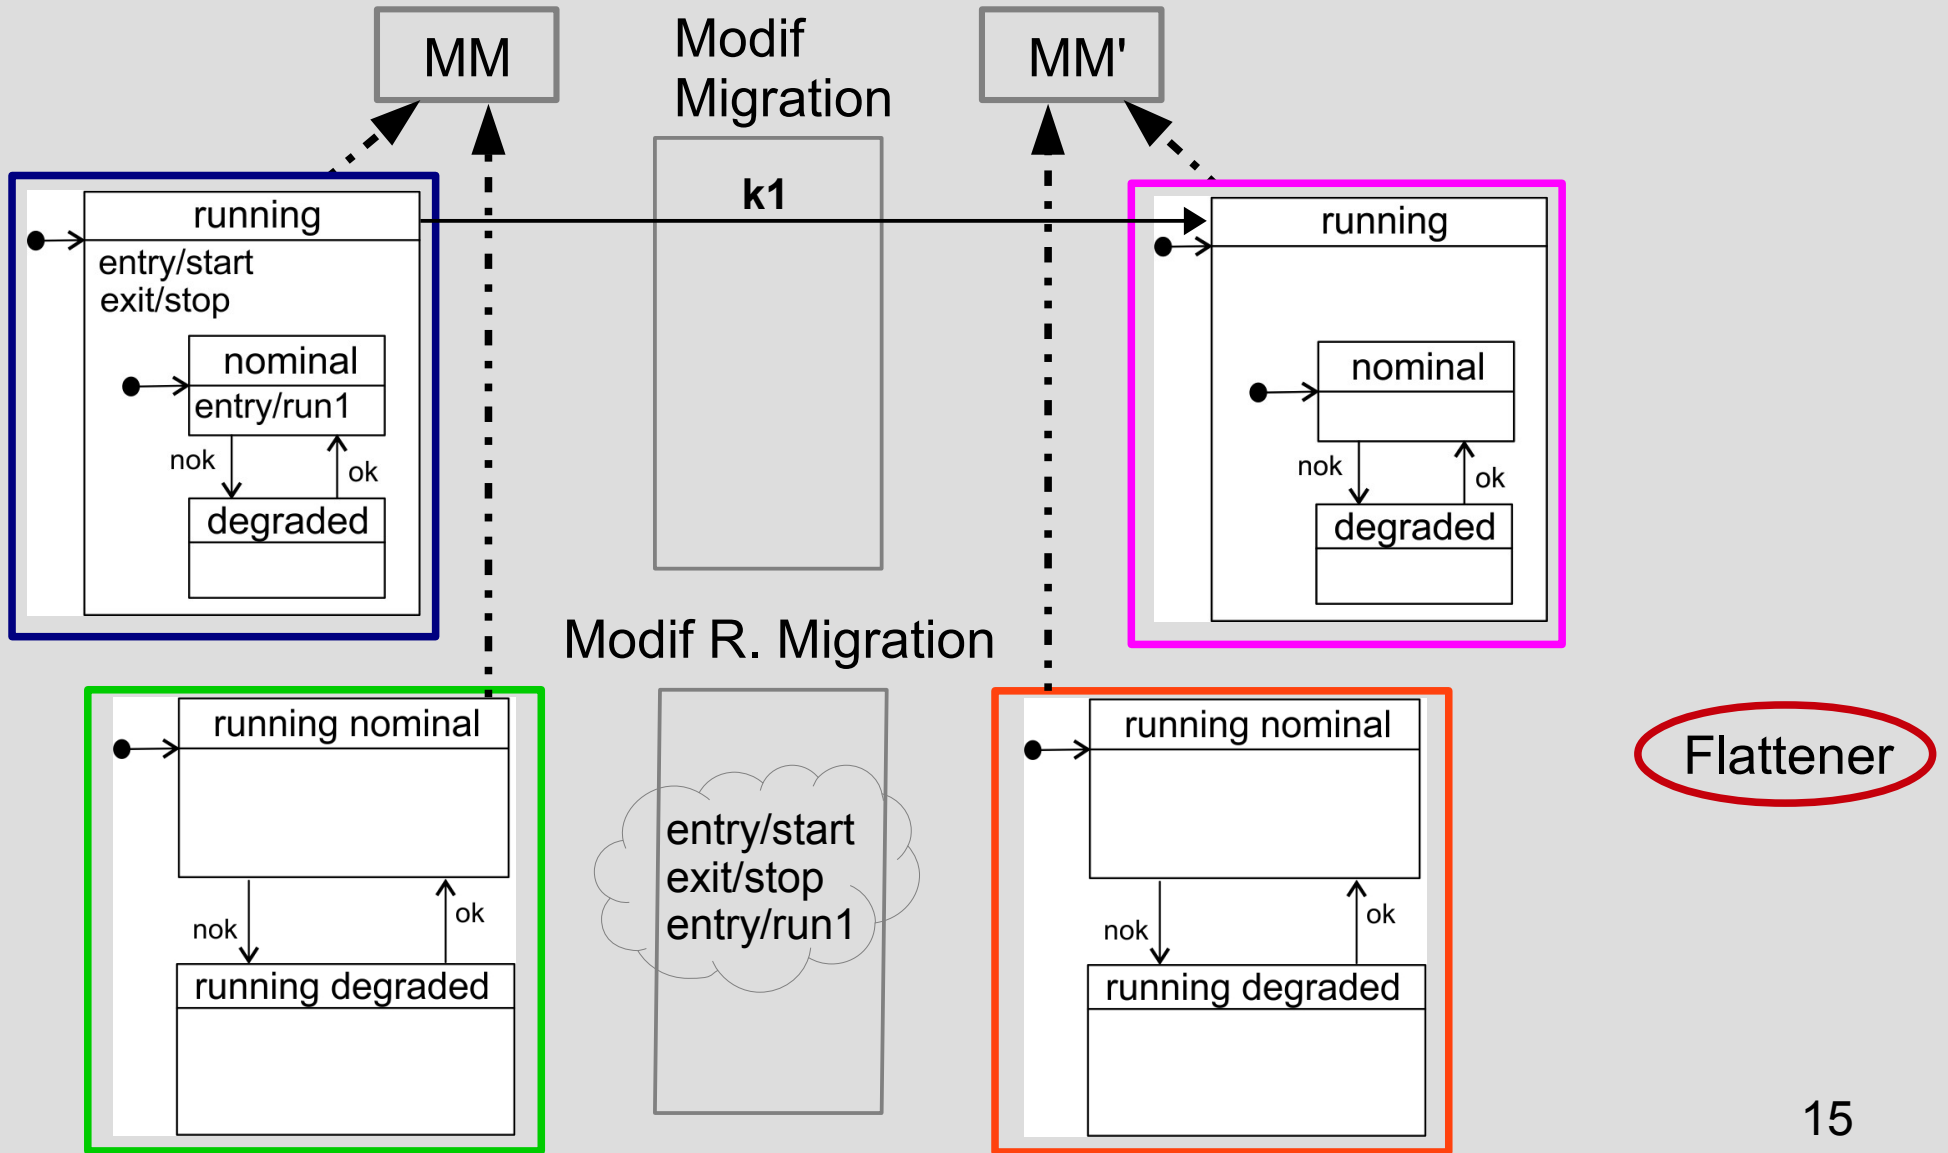 MM
Modif
Migration
MM'
k1
running
entry/start
exit/stop
nominal
entry/run1
nok
ok
degraded
running
nominal
nok
ok
degraded
Modif R. Migration
running nominal
nok
ok
running degraded
entry/start
exit/stop
entry/run1
running nominal
nok
ok
running degraded
Flattener
15